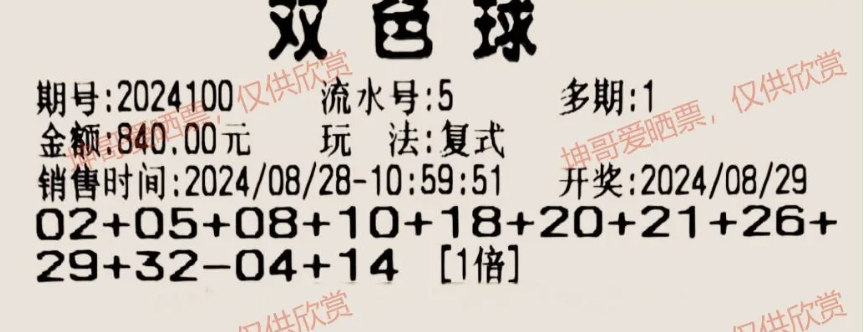 双色球
期号:2024100 流水号:5 多期:1
金额:840.00元 玩 法:复式
销售时间:2024/08/28-10:59:51 开奖:2024/08/29
02+05+08+10+18+20+21+26+
29+32-04+14 [1倍]
坤哥爱晒票，仅供欣赏
坤哥爱晒票，仅供欣赏
仅供欣赏
仅供欣赏